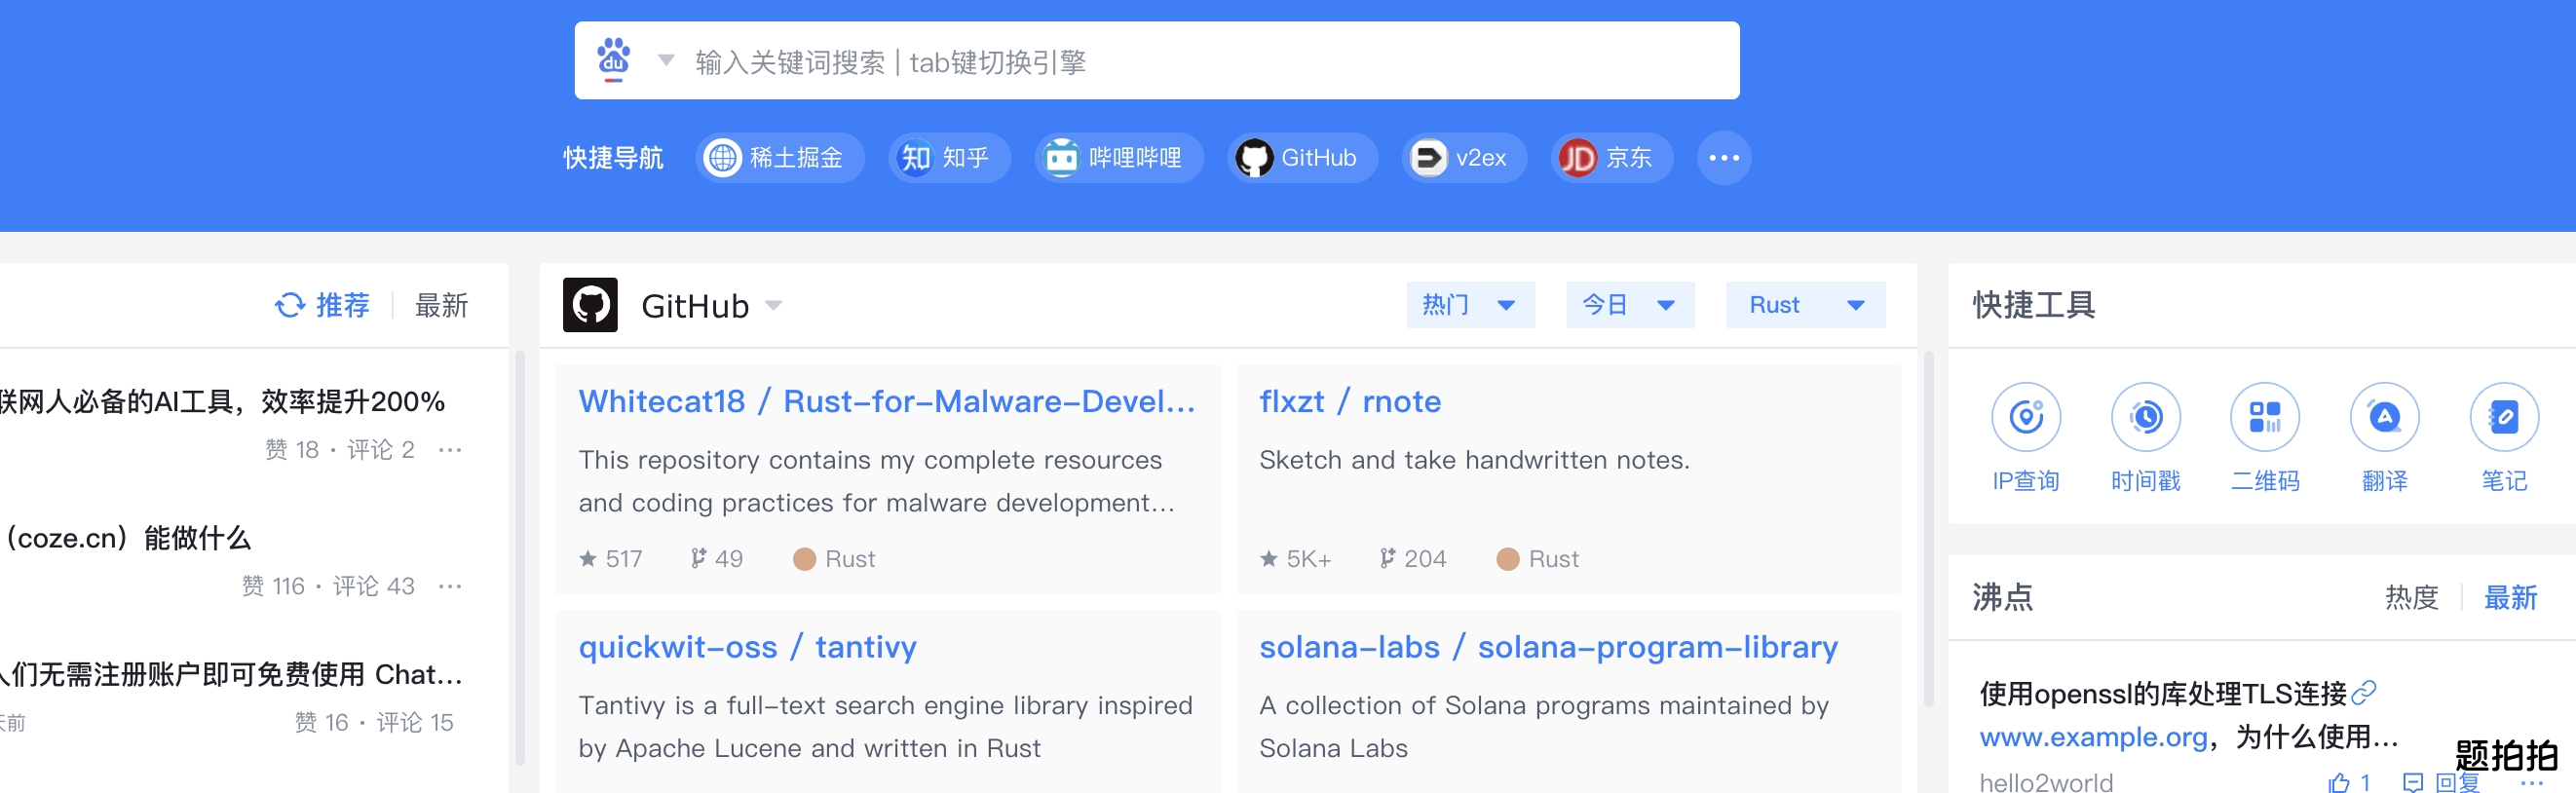 du 输入关键词搜索 | tab键切换引擎
快捷导航 稀土掘金 知 知乎 哔哩哔哩 GitHub v2ex JD 京东
推荐 最新
联网人必备的AI工具，效率提升200%
赞 18 · 评论 2
（coze.cn）能做什么
赞 116 · 评论 43
人们无需注册账户即可免费使用 Chat...
天前 赞 16 · 评论 15
GitHub 热门 今日 Rust
Whitecat18 / Rust-for-Malware-Devel...
This repository contains my complete resources
and coding practices for malware development...
517 49 Rust
flxzt / rnote
Sketch and take handwritten notes.
5K+ 204 Rust
quickwit-oss / tantivy
Tantivy is a full-text search engine library inspired
by Apache Lucene and written in Rust
solana-labs / solana-program-library
A collection of Solana programs maintained by
Solana Labs
快捷工具
IP查询 时间戳 二维码 翻译 笔记
沸点 热度 最新
使用openssl的库处理TLS连接
www.example.org，为什么使用...
hello2world 1 回复
题拍拍